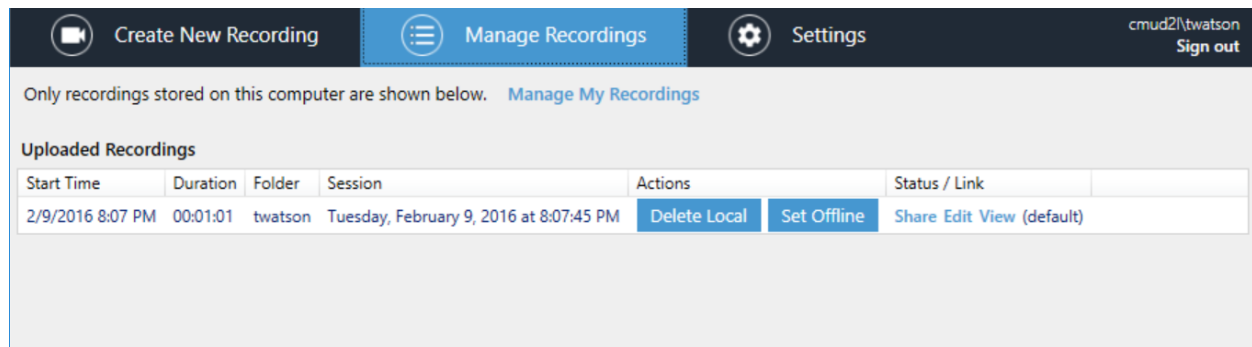 Create New Recording Manage Recordings Settings cmud2l\twatson
Sign out
Only recordings stored on this computer are shown below. Manage My Recordings
Uploaded Recordings
Start Time Duration Folder Session Actions Status / Link
2/9/2016 8:07 PM 00:01:01 twatson Tuesday, February 9, 2016 at 8:07:45 PM Delete Local Set Offline Share Edit View (default)